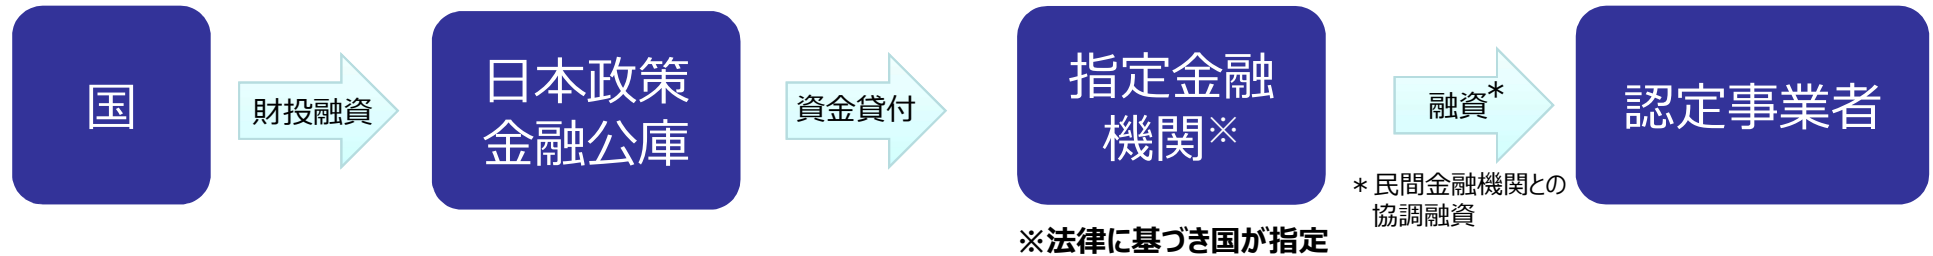 国
財投融資
日本政策
金融公庫
資金貸付
指定金融
機関※
※法律に基づき国が指定
融資*
*民間金融機関との
協調融資
認定事業者